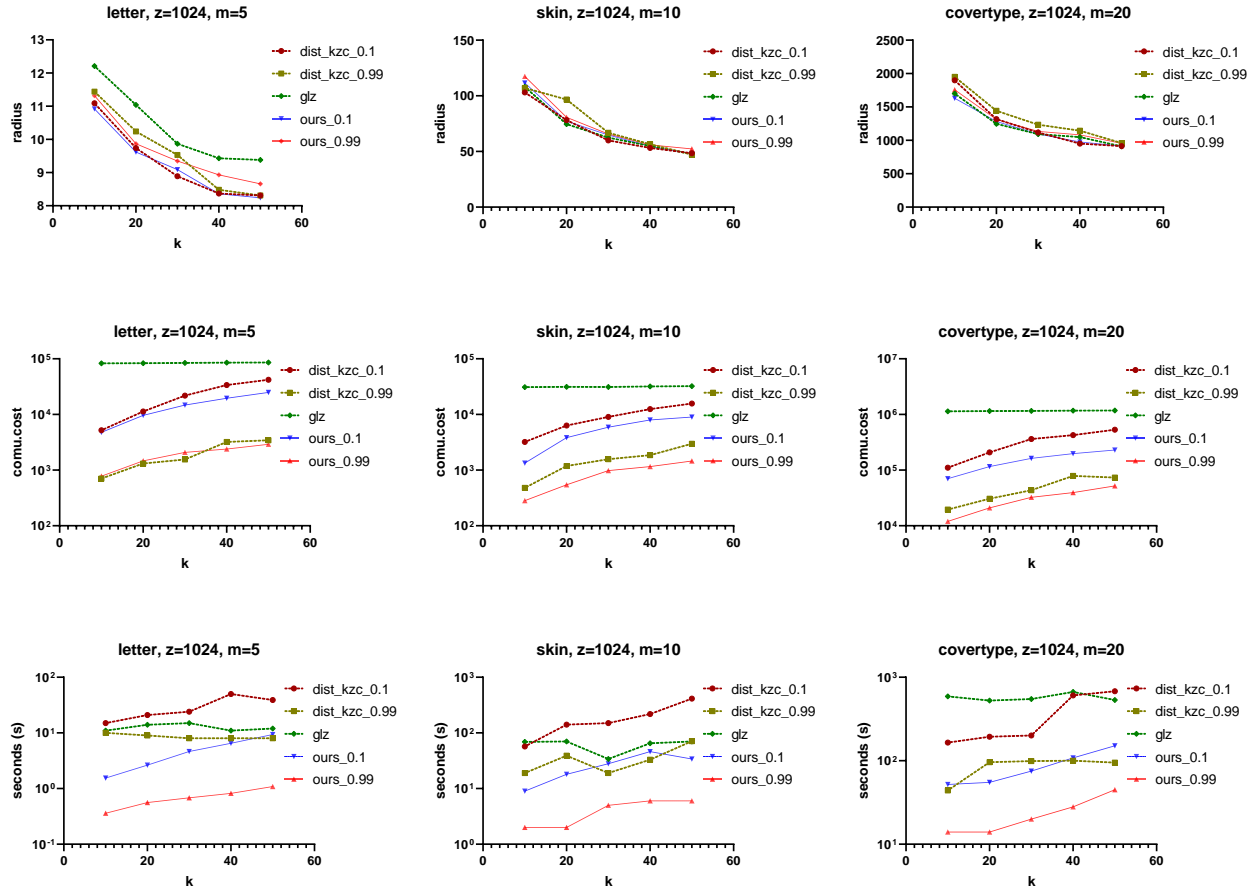 letter, z=1024, m=5
13
12
11
10
9
8
radius
0
20
40
60
k
dist_kzc_0.1
dist_kzc_0.99
glz
ours_0.1
ours_0.99
skin, z=1024, m=10
150
100
50
0
radius
0
20
40
60
k
dist_kzc_0.1
dist_kzc_0.99
glz
ours_0.1
ours_0.99
covertype, z=1024, m=20
2500
2000
1500
1000
500
0
radius
0
20
40
60
k
dist_kzc_0.1
dist_kzc_0.99
glz
ours_0.1
ours_0.99
letter, z=1024, m=5
10⁵
10⁴
10³
10²
comu.cost
0
20
40
60
k
dist_kzc_0.1
dist_kzc_0.99
glz
ours_0.1
ours_0.99
skin, z=1024, m=10
10⁵
10⁴
10³
10²
comu.cost
0
20
40
60
k
dist_kzc_0.1
dist_kzc_0.99
glz
ours_0.1
ours_0.99
covertype, z=1024, m=20
10⁷
10⁶
10⁵
10⁴
comu.cost
0
20
40
60
k
dist_kzc_0.1
dist_kzc_0.99
glz
ours_0.1
ours_0.99
letter, z=1024, m=5
10²
10¹
10⁰
10⁻¹
seconds (s)
0
20
40
60
k
dist_kzc_0.1
dist_kzc_0.99
glz
ours_0.1
ours_0.99
skin, z=1024, m=10
10³
10²
10¹
10⁰
seconds (s)
0
20
40
60
k
dist_kzc_0.1
dist_kzc_0.99
glz
ours_0.1
ours_0.99
covertype, z=1024, m=20
10³
10²
10¹
seconds (s)
0
20
40
60
k
dist_kzc_0.1
dist_kzc_0.99
glz
ours_0.1
ours_0.99